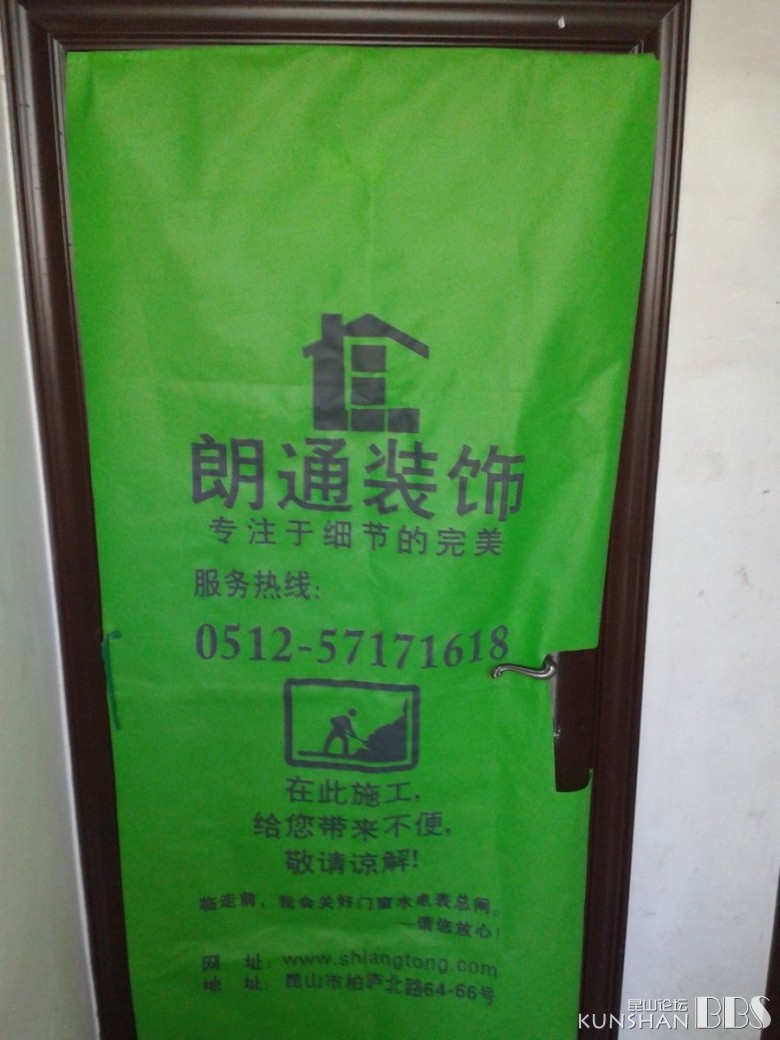 朗通装饰
专注于细节的完美
服务热线:
0512-57171618
在此施工,
给您带来不便,
敬请谅解!
临走前,我会关好门窗水电表总闸。
—请您放心!
网 址: www.shiangtong.com
地 址: 昆山市柏庐北路64-66号
昆山论坛
KUNSHAN BBS